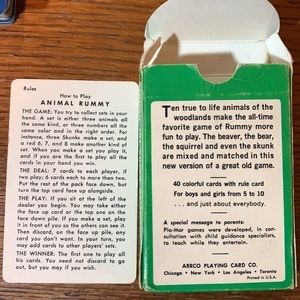 Rules
How to Play
ANIMAL RUMMY
THE GAME: You try to collect sets in your
hand. A set is either three animals all
the same kind, or three numbers all the
same color and in the right order. For
instance, three Skunks make a set, and
a red 6, 7, and 8 make another kind of
set. When you make a set you may play it,
and if you are the first to play all the
cards in your hand you win.
THE DEAL: 7 cards to each player, if
two play; 6 cards to each more than two.
Put the rest of the pack face down, but
turn the top card face up alongside.
THE PLAY: If you sit at the left of the
dealer you begin. You may take either
the face up card or the top one on the
down pile. If you make a set, play it in
front of you so the others can see it.
Then discard, on the face up pile, any
card you don't want. In your turn, you
may add other cards to players' sets.
THE WINNER: The first one to play all
his cards. You need not discard to go
out, but you may if you wish.
Ten true to life animals of the
woodlands make the all-time
favorite game of Rummy more
fun to play. The beaver, the bear,
the squirrel and even the skunk
are mixed and matched in this
new version of a great old game.
40 colorful cards with rule card
For boys and girls from 5 to 10
. . . and just about everybody.
A special message to parents:
Pla-Mor games were developed, in con-
sultation with child guidance specialists, to
teach while they entertain.
ARRCO PLAYING CARD CO.
Chicago • New York • Los Angeles • Toronto
Printed in U.S.A.